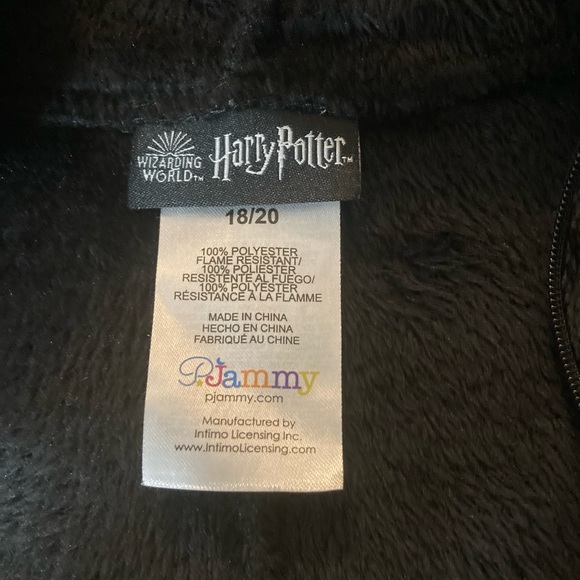 WIZARDING
WORLD™
Harry Potter™
18/20
100% POLYESTER
FLAME RESISTANT/
100% POLIESTER
RESISTENTE AL FUEGO/
100% POLYESTER
RÉSISTANCE À LA FLAMME
MADE IN CHINA
HECHO EN CHINA
FABRIQUÉ AU CHINE
PJammy
pjammy.com
Manufactured by
Intimo Licensing Inc.
www.IntimoLicensing.com